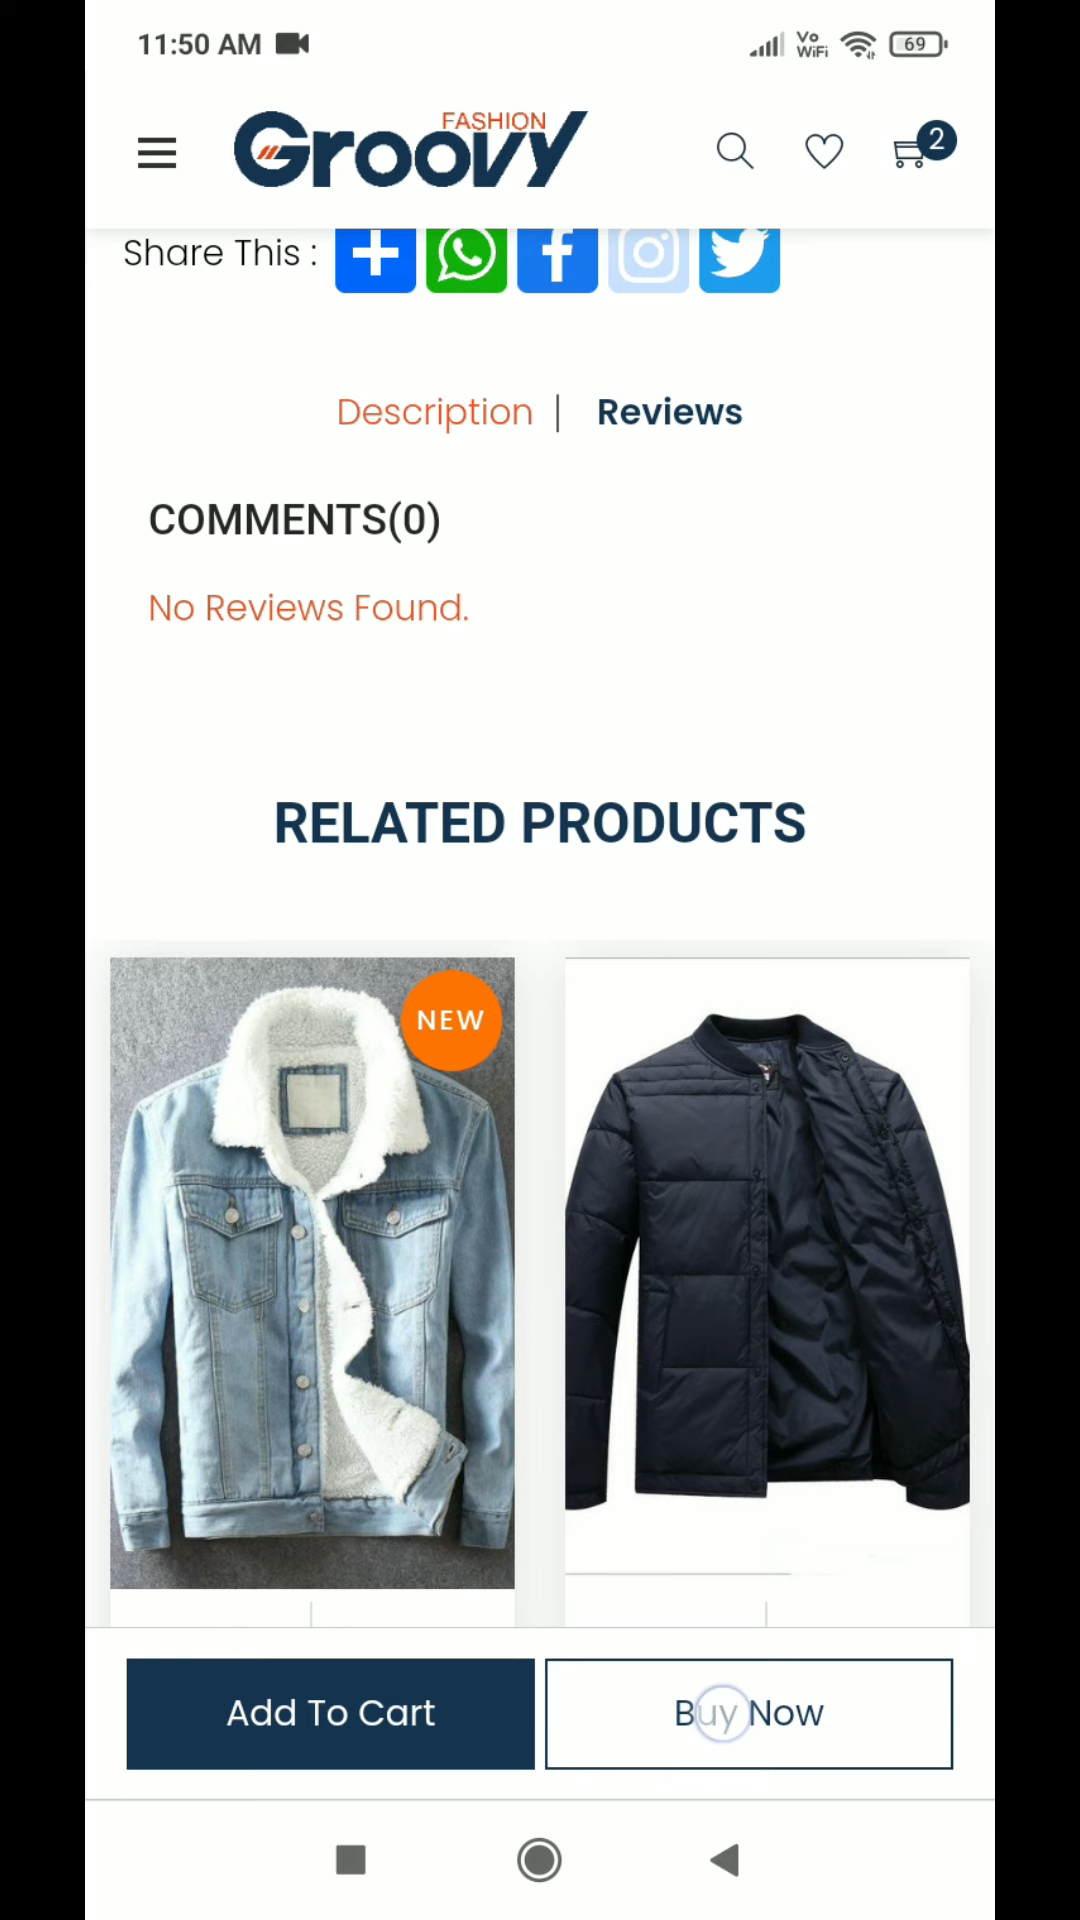 11:50 AM
Vo
WiFi
69
FASHION
Groovy
2
Share This :
Description | Reviews
COMMENTS(0)
No Reviews Found.
RELATED PRODUCTS
NEW
Add To Cart
Buy Now